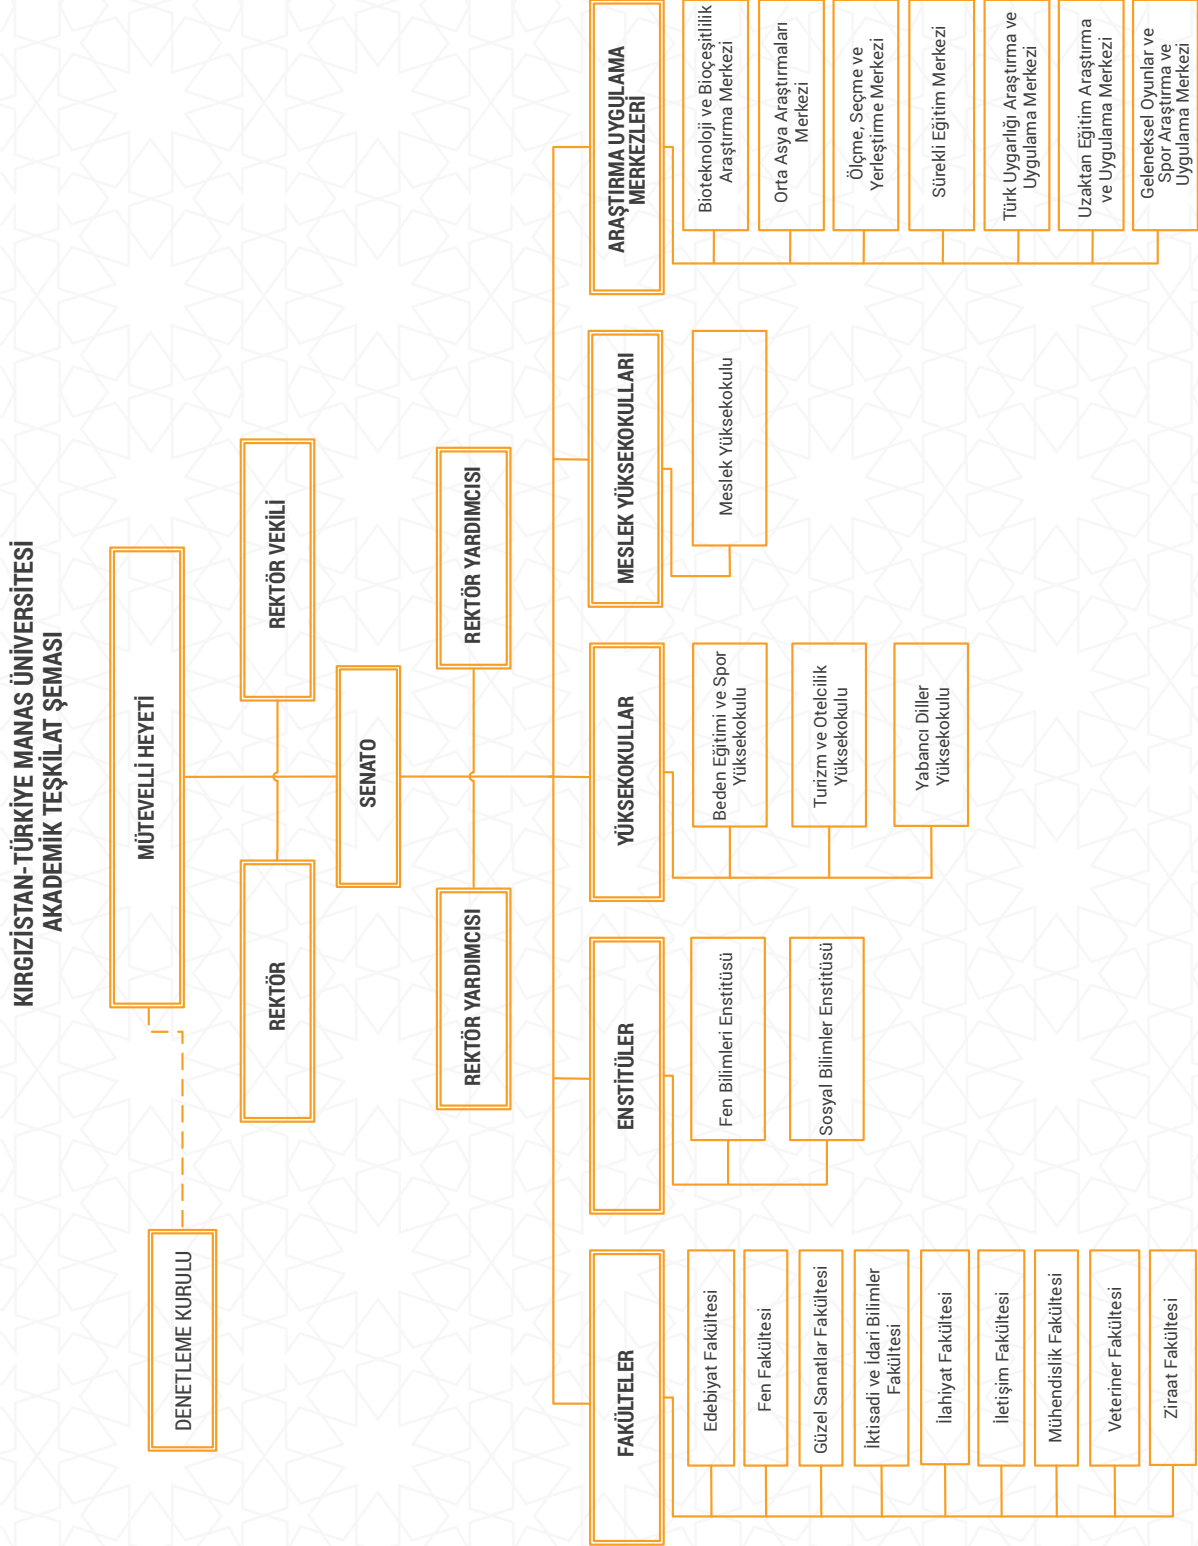 KIRGIZİSTAN-TÜRKİYE MANAS ÜNİVERSİTESİ
AKADEMİK TEŞKİLAT ŞEMASI
MÜTEVELLİ HEYETİ
DENETLEME KURULU
REKTÖR
REKTÖR VEKİLİ
SENATO
REKTÖR YARDIMCISI
REKTÖR YARDIMCISI
FAKÜLTELER
Edebiyat Fakültesi
Fen Fakültesi
Güzel Sanatlar Fakültesi
İktisadi ve İdari Bilimler
Fakültesi
İlahiyat Fakültesi
İletişim Fakültesi
Mühendislik Fakültesi
Veteriner Fakültesi
Ziraat Fakültesi
ENSTİTÜLER
Fen Bilimleri Enstitüsü
Sosyal Bilimler Enstitüsü
YÜKSEKOKULLAR
Beden Eğitimi ve Spor
Yüksekokulu
Turizm ve Otelcilik
Yüksekokulu
Yabancı Diller
Yüksekokulu
MESLEK YÜKSEKOKULLARI
Meslek Yüksekokulu
ARAŞTIRMA UYGULAMA
MERKEZLERİ
Bioteknoloji ve Bioçeşitlilik
Araştırma Merkezi
Orta Asya Araştırmaları
Merkezi
Ölçme, Seçme ve
Yerleştirme Merkezi
Sürekli Eğitim Merkezi
Türk Uygarlığı Araştırma ve
Uygulama Merkezi
Uzaktan Eğitim Araştırma
ve Uygulama Merkezi
Geleneksel Oyunlar ve
Spor Araştırma ve
Uygulama Merkezi